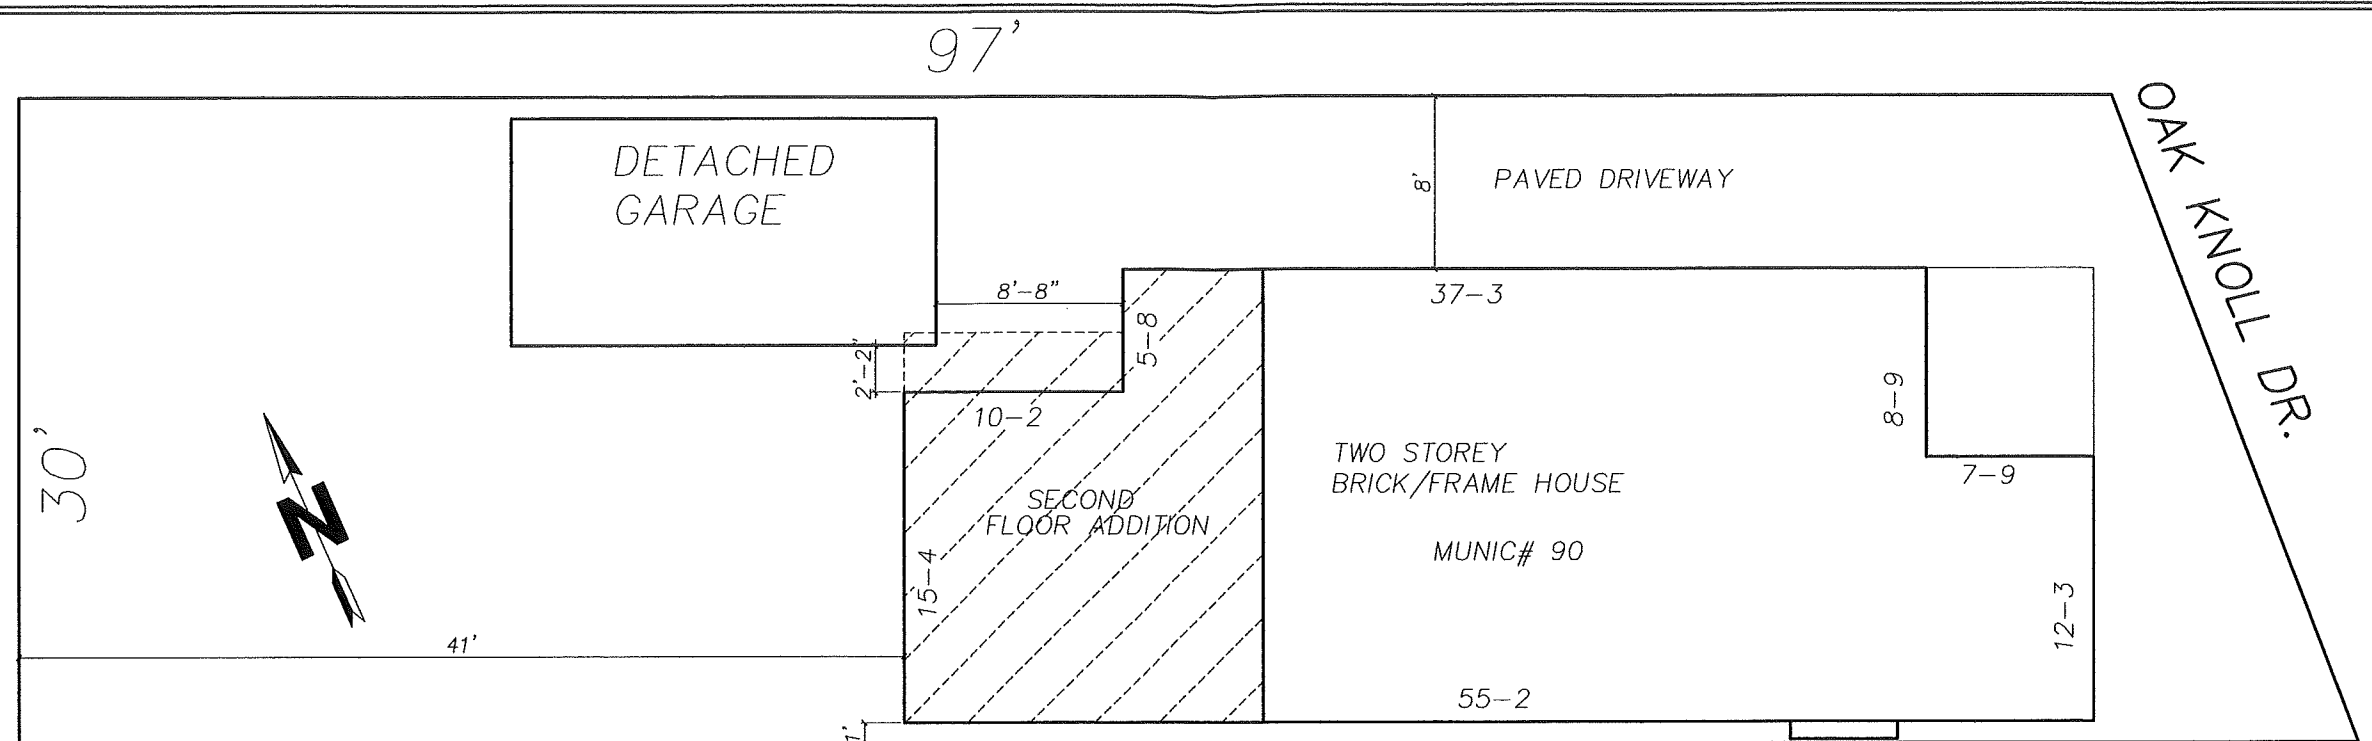 97'
OAK KNOLL DR.
DETACHED
GARAGE
8'
PAVED DRIVEWAY
8'-8"
37-3
5-8
2'-2"
8-9
10-2
30'
TWO STOREY
BRICK/FRAME HOUSE
7-9
N
SECOND
FLOOR ADDITION
MUNIC# 90
15-4
12-3
41'
55-2
1'